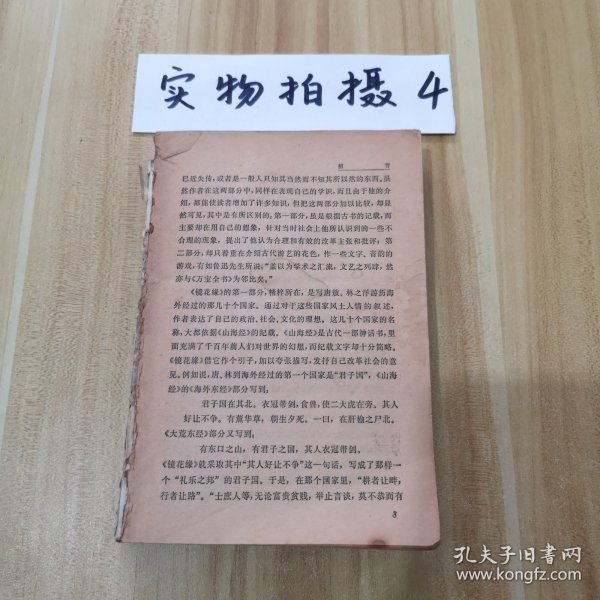 实物拍摄4
前言
已近失传，或者是一般人只知其当然而不知其所以然的东西。虽
然作者在这两部分中，同样在表现自己的学识，而且由于他的介
绍，都能使读者增加了许多知识，但把这两部分加以比较，却显
然可见，其中是有所区别的，第一部分，虽是根据古书的记载，而
主要却在用自己的想象，针对当时社会上他所认识到的一些不
合理的现象，提出了他认为合理和有效的改革主张和批评；第
二部分，却只着重在介绍古代游艺的花色，作一些文字、音韵的
游戏，有如鲁迅先生所说，“盖以为学术之汇流，文艺之列肆，然
亦与《万宝全书》为邻比矣。”
《镜花缘》的第一部分，精粹所在，是写唐敖、林之洋游历海
外经过的那几十个国家。通过对于这些国家风土人情的叙述，
作者表达了自己的政治、社会、文化的理想。这几十个国家的名
称，大都依据《山海经》的纪载。《山海经》是古代一部神话书，里
面充满了千百年前人们对世界的幻想，而纪载文字却十分简略。
《镜花缘》借它作个引子，加以夸张描写，发抒自己改革社会的意
见。例如说，唐、林到海外经过的第一个国家是“君子国”，《山海
经》的《海外东经》部分写到：
君子国在其北。衣冠带剑，食兽，使二大虎在旁。其人
好让不争。有薰华草，朝生夕死。一曰，在肝榆之尸北。
《大荒东经》部分又写到：
有东口之山，有君子之国，其人衣冠带剑。
《镜花缘》就采取其中“其人好让不争”这一句话，写成了那样一
个“礼乐之邦”的君子国。于是，在那个国家里，“耕者让畔，
行者让路”。“士庶人等，无论富贵贫贱，举止言谈，莫不恭而有
3
孔夫子旧书网
www.kongfz.com